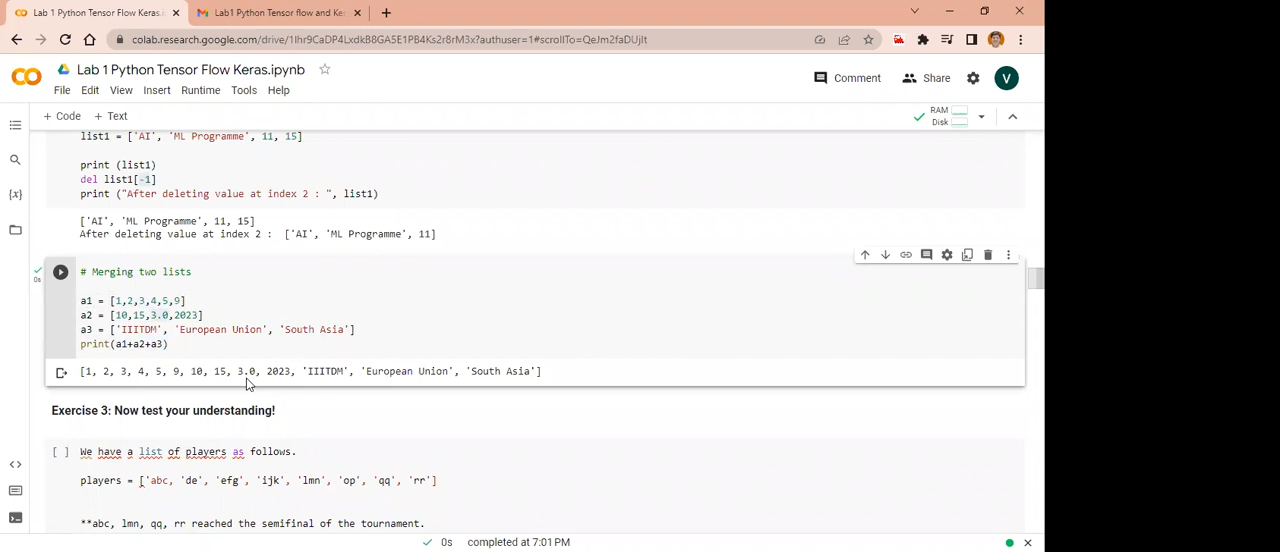 Lab 1 Python Tensor Flow Keras.i
Lab1 Python Tensor flow and Ke
colab.research.google.com/drive/1lhr9CaDP4LxdkB8GA5E1PB4Ks2r8rM3x?authuser=1#scrollTo=QeJm2faDUjIt
Lab 1 Python Tensor Flow Keras.ipynb
Comment
Share
V
File Edit View Insert Runtime Tools Help
+ Code + Text
RAM
Disk
list1 = ['AI', 'ML Programme', 11, 15]
print (list1)
del list1[-1]
print ("After deleting value at index 2 : ", list1)
['AI', 'ML Programme', 11, 15]
After deleting value at index 2 :  ['AI', 'ML Programme', 11]
0s
# Merging two lists
a1 = [1,2,3,4,5,9]
a2 = [10,15,3.0,2023]
a3 = ['IIITDM', 'European Union', 'South Asia']
print(a1+a2+a3)
[1, 2, 3, 4, 5, 9, 10, 15, 3.0, 2023, 'IIITDM', 'European Union', 'South Asia']
Exercise 3: Now test your understanding!
[ ] We have a list of players as follows.
players = ['abc, 'de', 'efg', 'ijk', 'lmn', 'op', 'qq', 'rr']
**abc, lmn, qq, rr reached the semifinal of the tournament.
0s completed at 7:01 PM